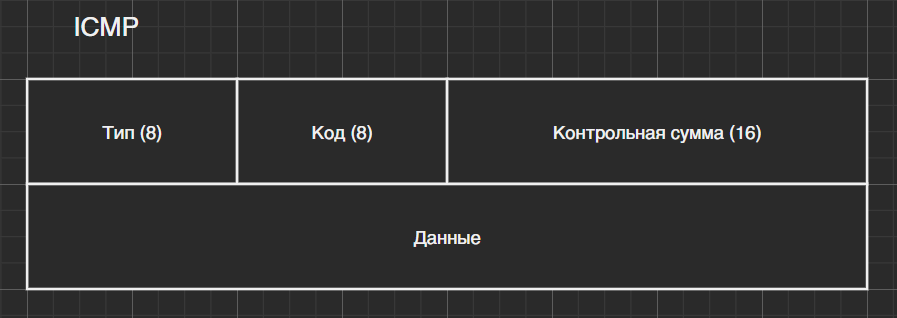 ICMP
Тип (8)
Код (8)
Контрольная сумма (16)
Данные